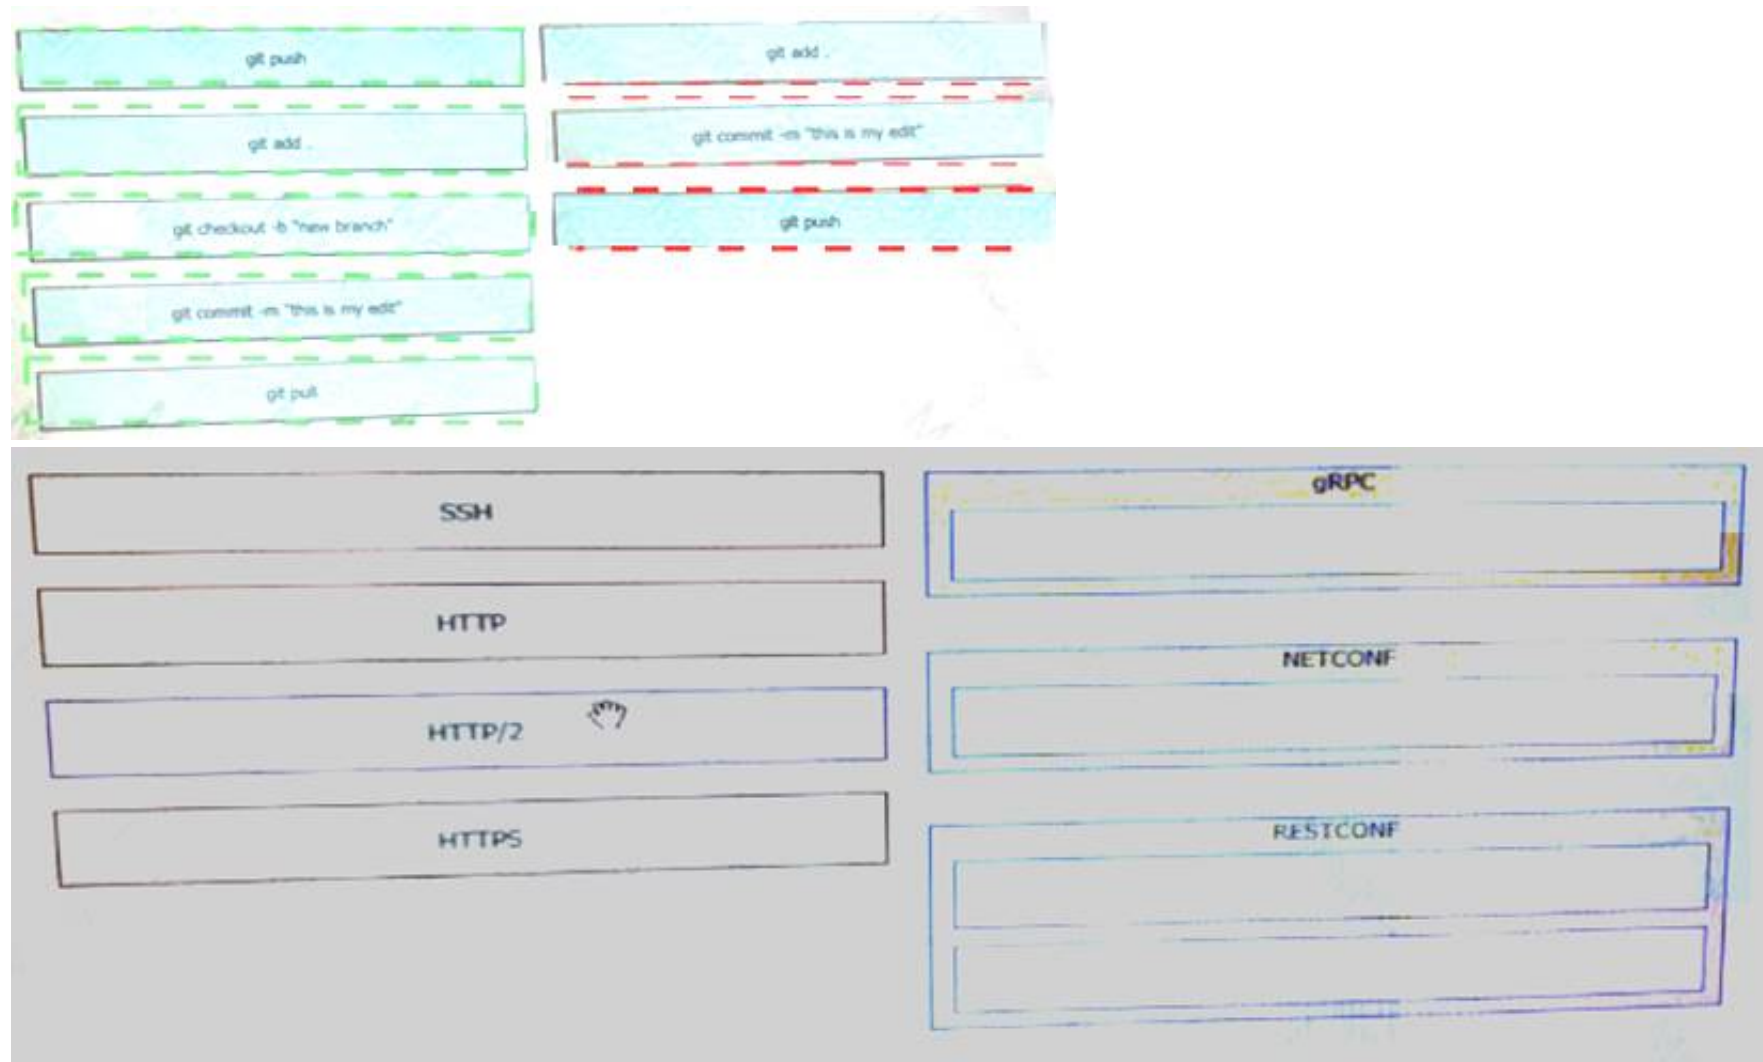 git push
git add .
git checkout -b "new branch"
git commit -m "this is my edit"
git pull
git add .
git commit -m "this is my edit"
git push
SSH
HTTP
HTTP/2
HTTPS
gRPC
NETCONF
RESTCONF